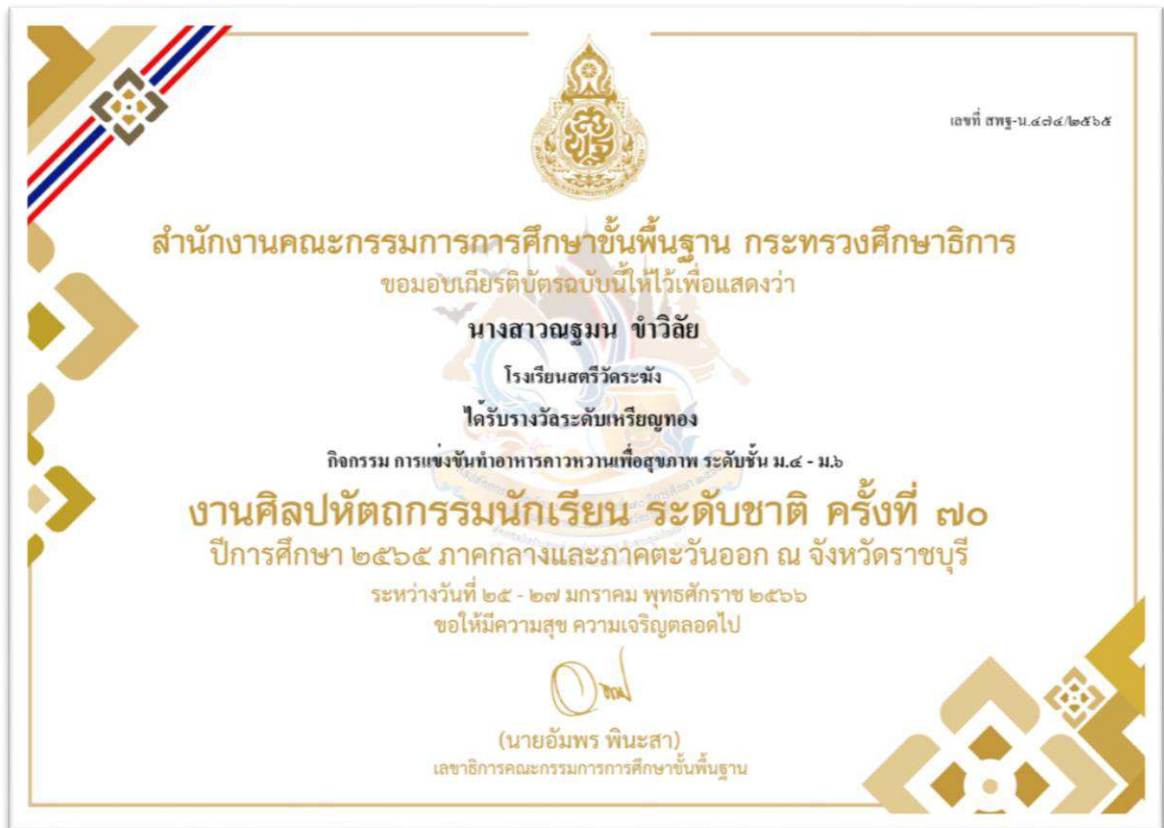 เลขที่ สพฐ-น.๔๗๔/๒๕๖๕
สำนักงานคณะกรรมการการศึกษาขั้นพื้นฐาน กระทรวงศึกษาธิการ
ขอมอบเกียรติบัตรฉบับนี้ให้ไว้เพื่อแสดงว่า
นางสาวณฐมน ขำวิลัย
โรงเรียนสตรีวัดระฆัง
ได้รับรางวัลระดับเหรียญทอง
กิจกรรม การแข่งขันทำอาหารคาวหวานเพื่อสุขภาพ ระดับชั้น ม.๔ - ม.๖
งานศิลปหัตถกรรมนักเรียน ระดับชาติ ครั้งที่ ๗๐
ปีการศึกษา ๒๕๖๕ ภาคกลางและภาคตะวันออก ณ จังหวัดราชบุรี
ระหว่างวันที่ ๒๕ - ๒๗ มกราคม พุทธศักราช ๒๕๖๖
ขอให้มีความสุข ความเจริญตลอดไป
(นายอัมพร พินะสา)
เลขาธิการคณะกรรมการการศึกษาขั้นพื้นฐาน